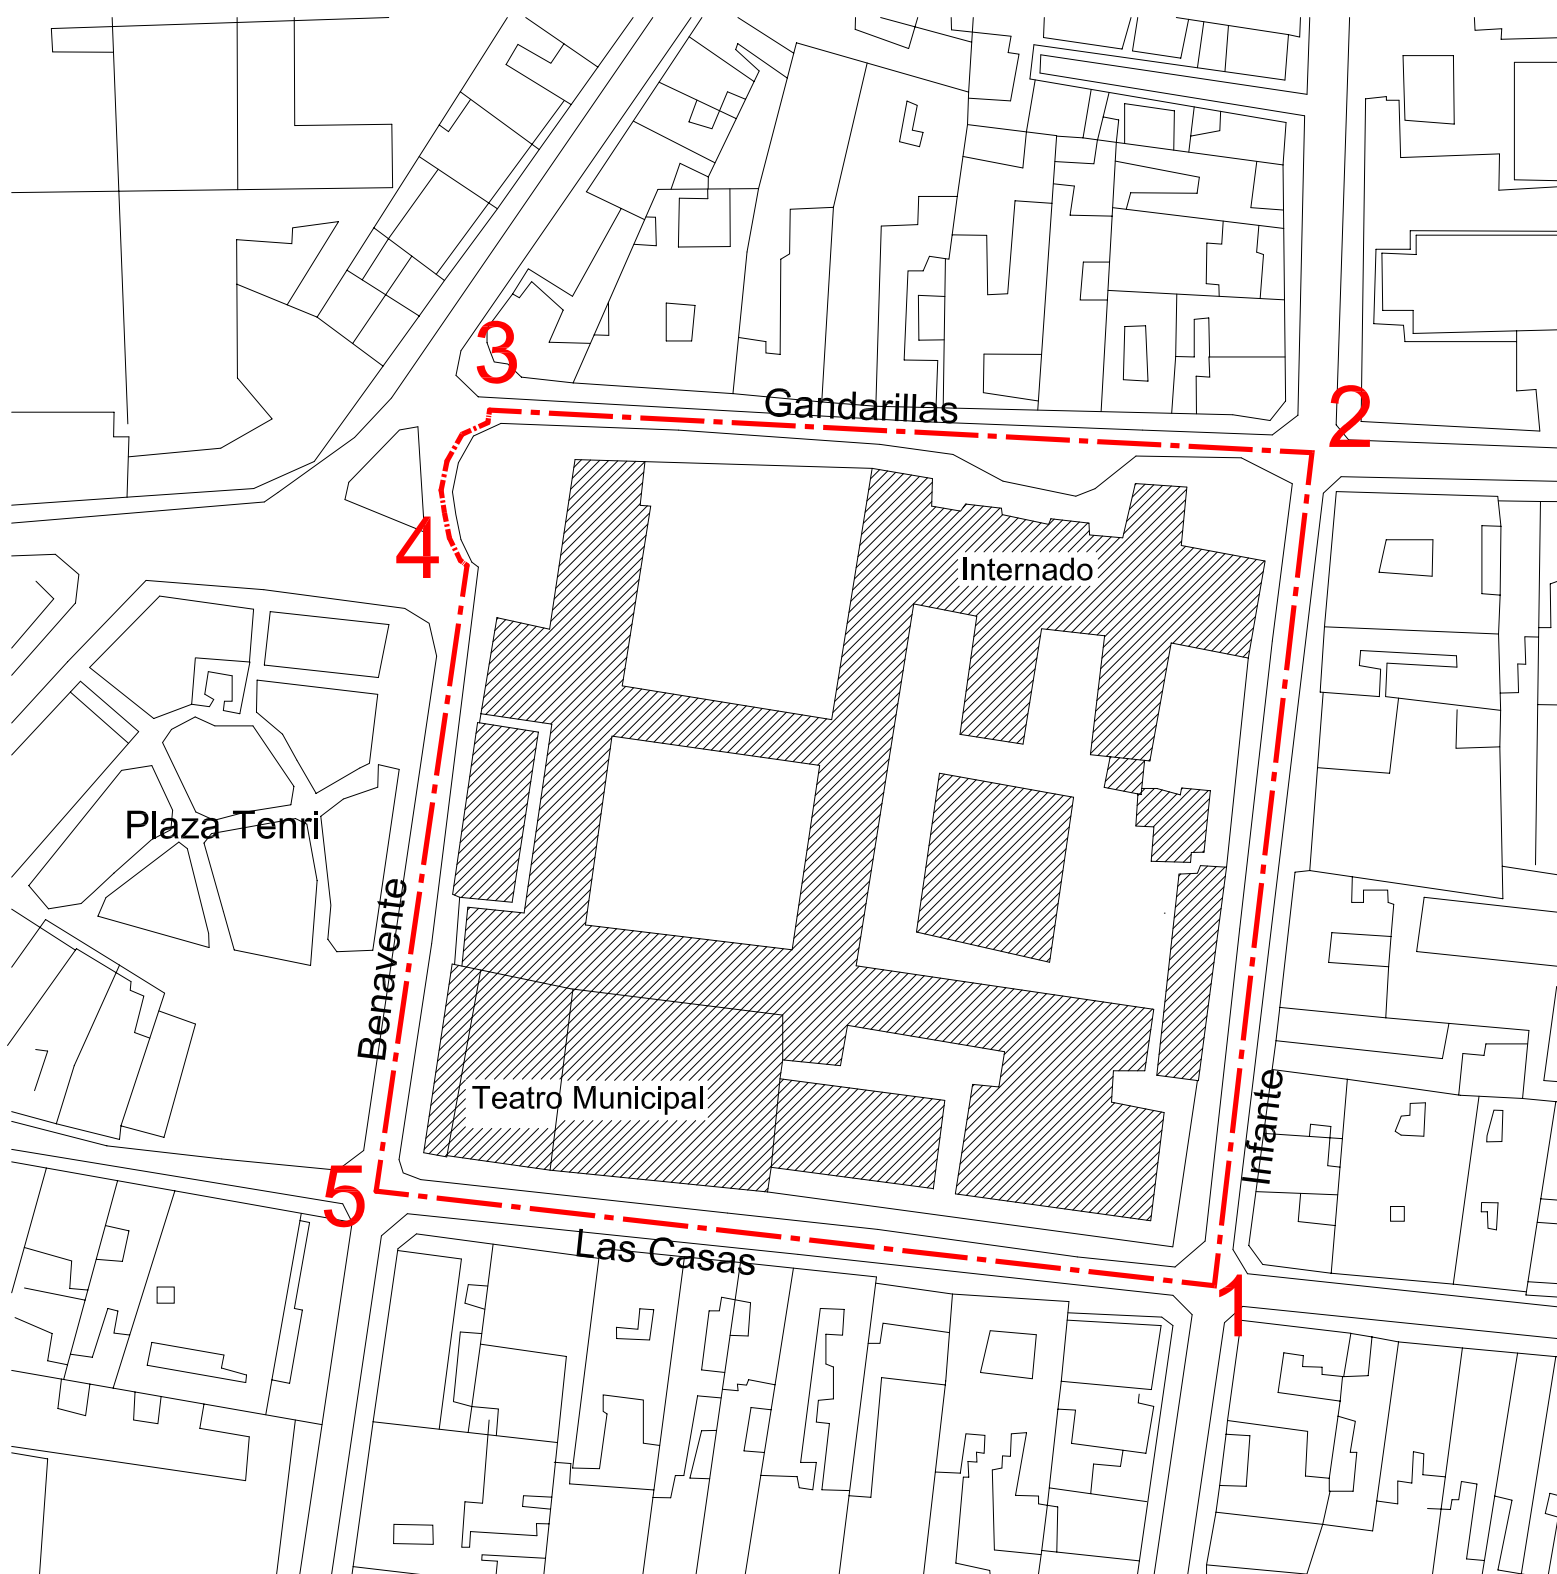 3
Gandarillas
2
4
Internado
Plaza Tenri
Benavente
Teatro Municipal
Infante
5
Las Casas
1